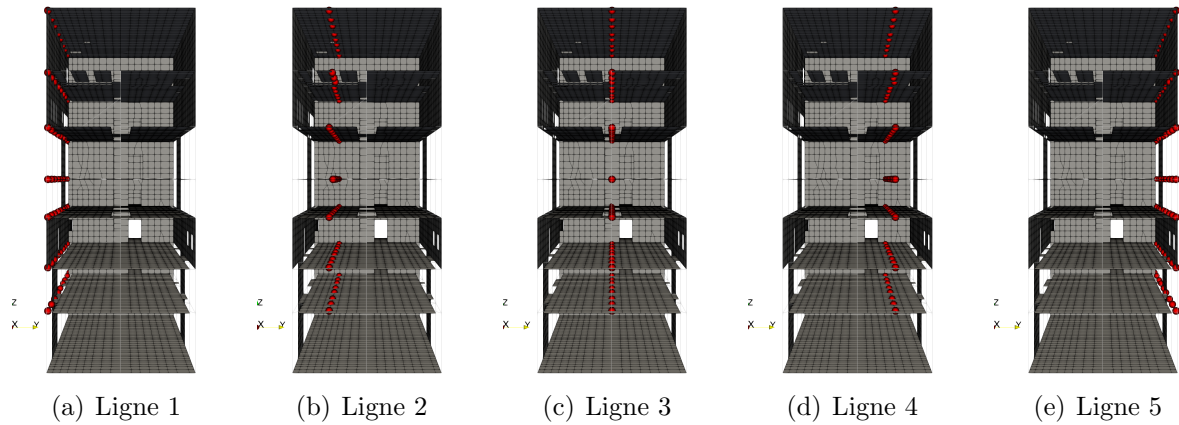 Z
X Y
Z
X Y
Z
X Y
Z
X Y
Z
X Y
(a) Ligne 1
(b) Ligne 2
(c) Ligne 3
(d) Ligne 4
(e) Ligne 5